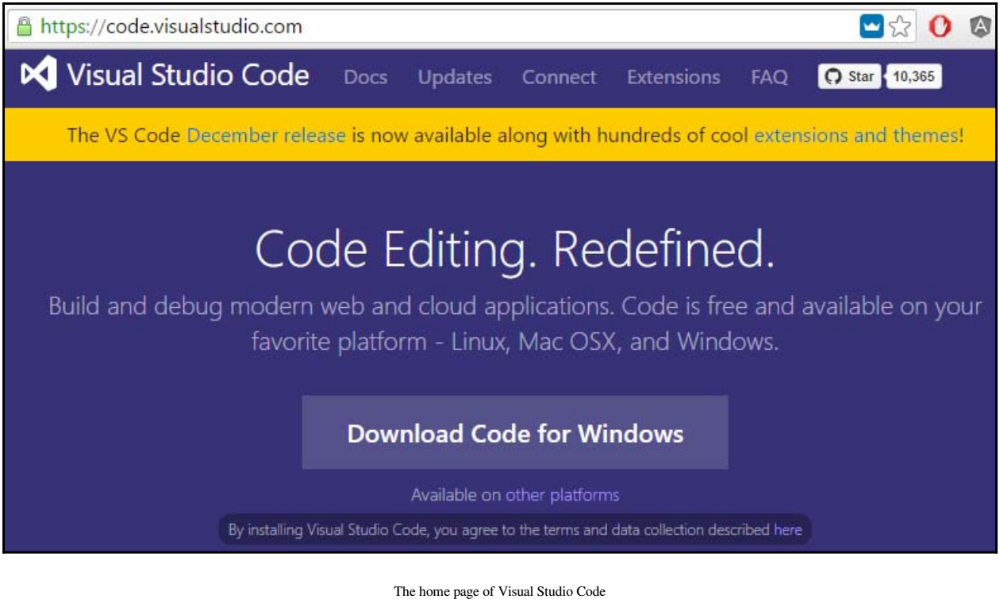 https://code.visualstudio.com
Visual Studio Code Docs Updates Connect Extensions FAQ Star 10,365
The VS Code December release is now available along with hundreds of cool extensions and themes!
Code Editing. Redefined.
Build and debug modern web and cloud applications. Code is free and available on your
favorite platform - Linux, Mac OSX, and Windows.
Download Code for Windows
Available on other platforms
By installing Visual Studio Code, you agree to the terms and data collection described here
The home page of Visual Studio Code